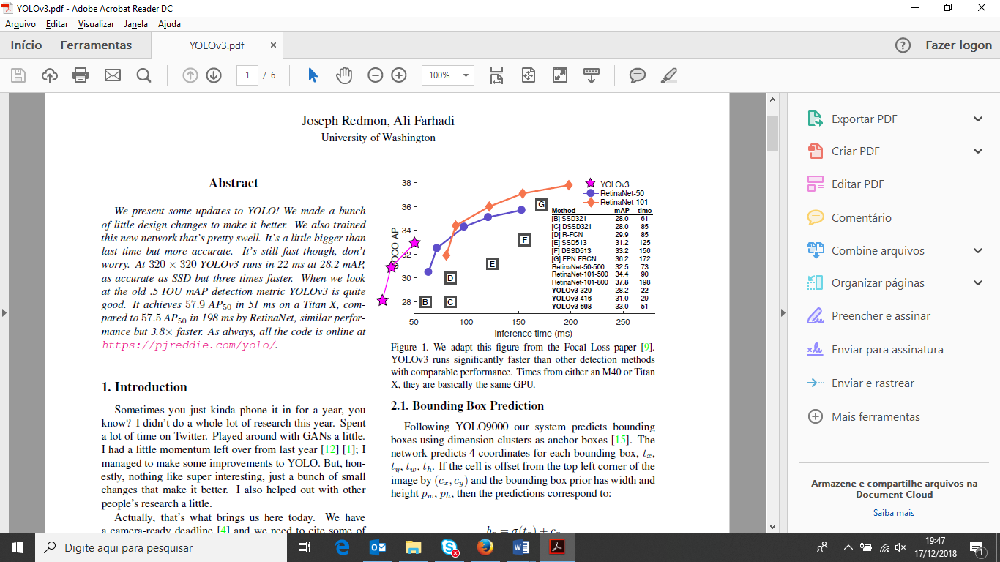 YOLOv3.pdf - Adobe Acrobat Reader DC
Arquivo Editar Visualizar Janela Ajuda
Início Ferramentas YOLOv3.pdf × ? Fazer logon
1 / 6 100%
Joseph Redmon, Ali Farhadi
University of Washington
Abstract
We present some updates to YOLO! We made a bunch
of little design changes to make it better. We also trained
this new network that's pretty swell. It's a little bigger than
last time but more accurate. It's still fast though, don't
worry. At 320 × 320 YOLOv3 runs in 22 ms at 28.2 mAP,
as accurate as SSD but three times faster. When we look
at the old .5 IOU mAP detection metric YOLOv3 is quite
good. It achieves 57.9 AP50 in 51 ms on a Titan X, com-
pared to 57.5 AP50 in 198 ms by RetinaNet, similar perfor-
mance but 3.8× faster. As always, all the code is online at
https://pjreddie.com/yolo/.
1. Introduction
Sometimes you just kinda phone it in for a year, you
know? I didn't do a whole lot of research this year. Spent
a lot of time on Twitter. Played around with GANs a little.
I had a little momentum left over from last year [12] [1]; I
managed to make some improvements to YOLO. But, hon-
estly, nothing like super interesting, just a bunch of small
changes that make it better. I also helped out with other
people's research a little.
Actually, that's what brings us here today. We have
a camera-ready deadline [4] and we need to cite some of
38
36
34
32
30
28
COCO AP
50 100 150 200 250
inference time (ms)
B C D E F G
YOLOv3
RetinaNet-50
RetinaNet-101
Method mAP time
[B] SSD321 28.0 61
[C] DSSD321 28.0 85
[D] R-FCN 29.9 85
[E] SSD513 31.2 125
[F] DSSD513 33.2 156
[G] FPN FRCN 36.2 172
RetinaNet-50-500 32.5 73
RetinaNet-101-500 34.4 90
RetinaNet-101-800 37.8 198
YOLOv3-320 28.2 22
YOLOv3-416 31.0 29
YOLOv3-608 33.0 51
Figure 1. We adapt this figure from the Focal Loss paper [9].
YOLOv3 runs significantly faster than other detection methods
with comparable performance. Times from either an M40 or Titan
X, they are basically the same GPU.
2.1. Bounding Box Prediction
Following YOLO9000 our system predicts bounding
boxes using dimension clusters as anchor boxes [15]. The
network predicts 4 coordinates for each bounding box, tx,
ty, tw, th. If the cell is offset from the top left corner of the
image by (cx, cy) and the bounding box prior has width and
height pw, ph, then the predictions correspond to:
bx = σ(tx) + cx
Exportar PDF
Criar PDF
Editar PDF
Comentário
Combine arquivos
Organizar páginas
Preencher e assinar
Enviar para assinatura
Enviar e rastrear
Mais ferramentas
Armazene e compartilhe arquivos na
Document Cloud
Saiba mais
Digite aqui para pesquisar
19:47
17/12/2018
1